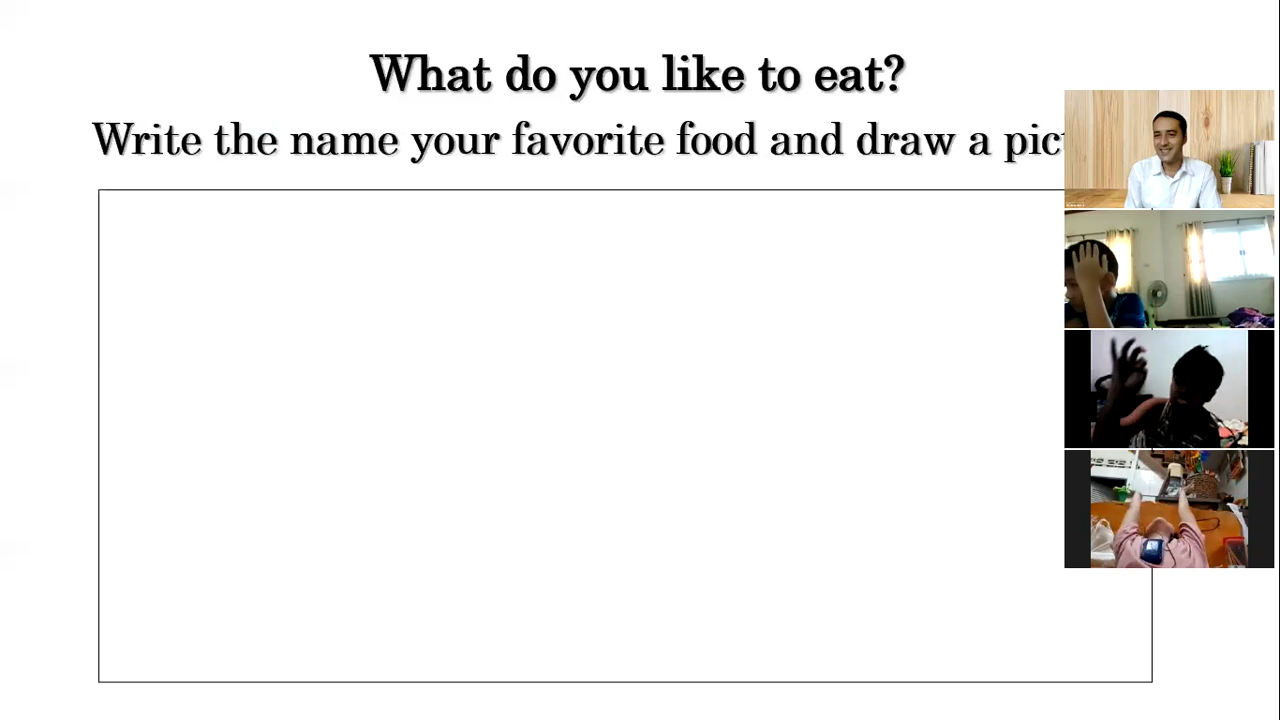 What do you like to eat?
Write the name your favorite food and draw a pic